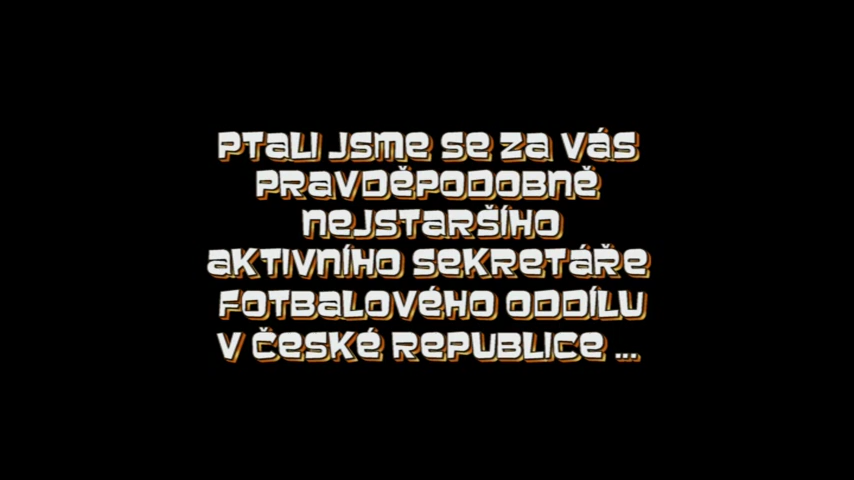 PTALI JSME SE ZA VÁS
PRAVDĚPODOBNĚ
NEJSTARŠÍHO
AKTIVNÍHO SEKRETÁŘE
FOTBALOVÉHO ODDÍLU
V ČESKÉ REPUBLICE ...